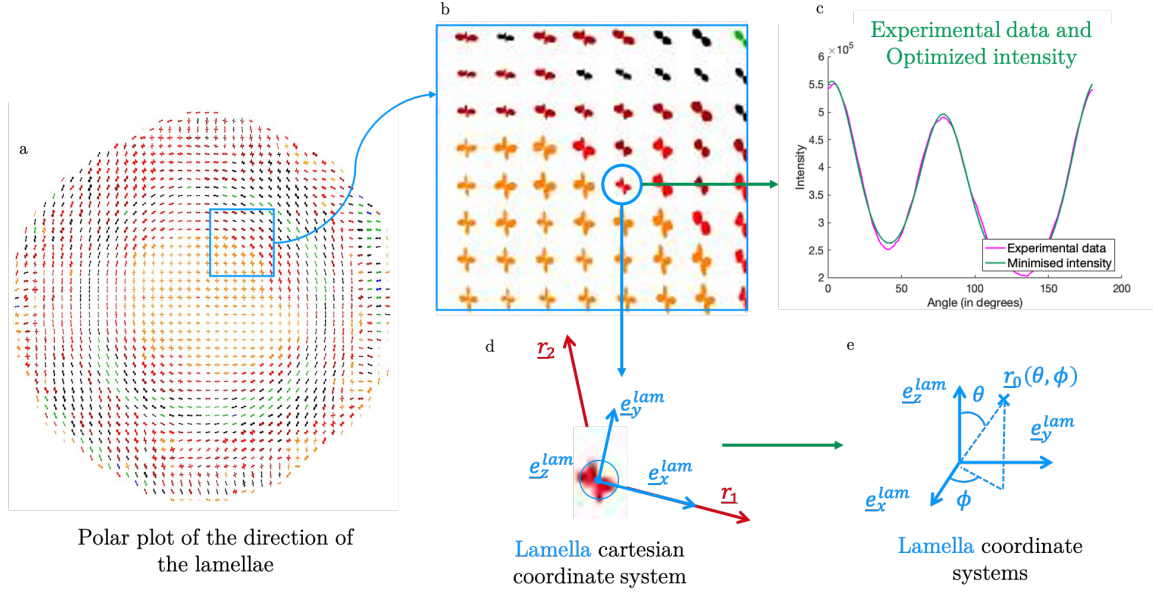 a
Polar plot of the direction of
the lamellae
b
c
Experimental data and
Optimized intensity
×10⁵
6
5.5
5
4.5
4
3.5
3
2.5
2
Intensity
0
50
100
150
200
Angle (in degrees)
Experimental data
Minimised intensity
d
r₂
e_y^lam
e_z^lam
e_x^lam
r₁
Lamella cartesian
coordinate system
e
e_z^lam
θ
r₀(θ,ϕ)
e_y^lam
e_x^lam
ϕ
Lamella coordinate
systems